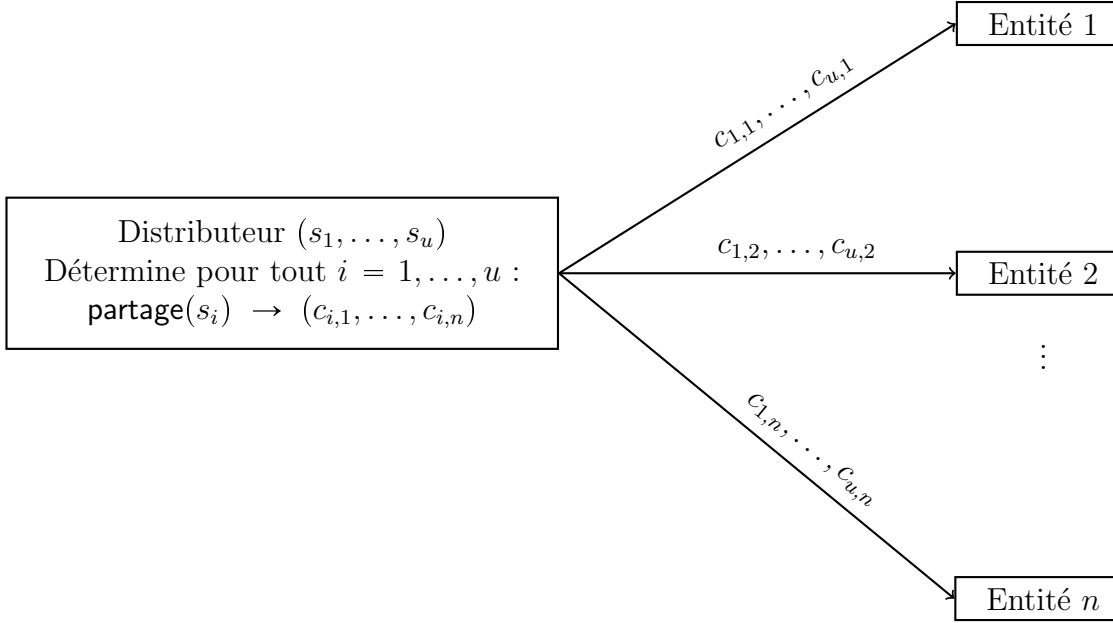 Entité 1
c_{1,1}, . . . , c_{u,1}
Distributeur (s_1, . . . , s_u)
Détermine pour tout i = 1, . . . , u :
partage(s_i) → (c_{i,1}, . . . , c_{i,n})
c_{1,2}, . . . , c_{u,2}
Entité 2
⋮
c_{1,n}, . . . , c_{u,n}
Entité n